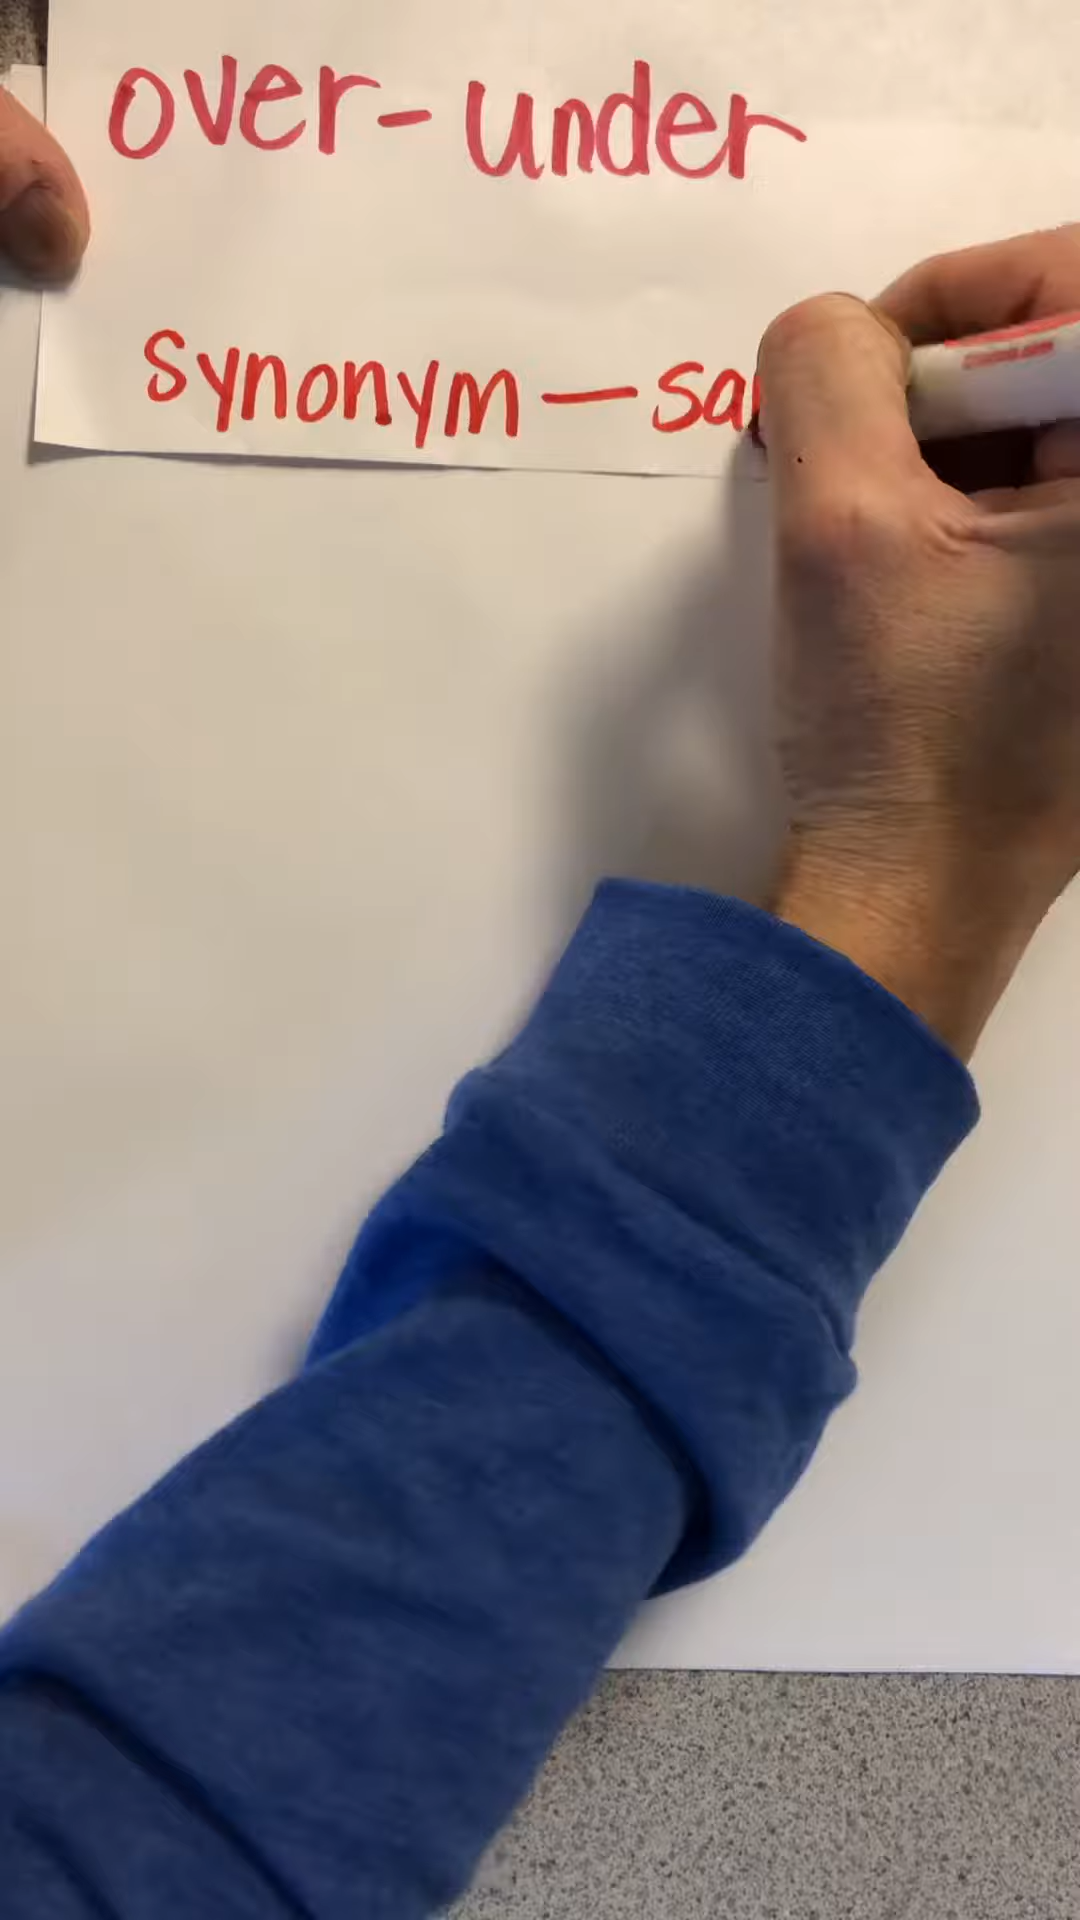 over-under
synonym — sa